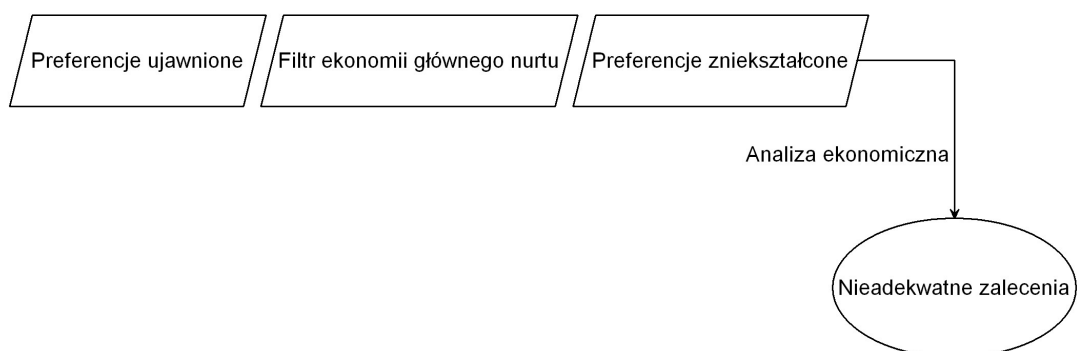 Preferencje ujawnione
Filtr ekonomii głównego nurtu
Preferencje zniekształcone
Analiza ekonomiczna
Nieadekwatne zalecenia